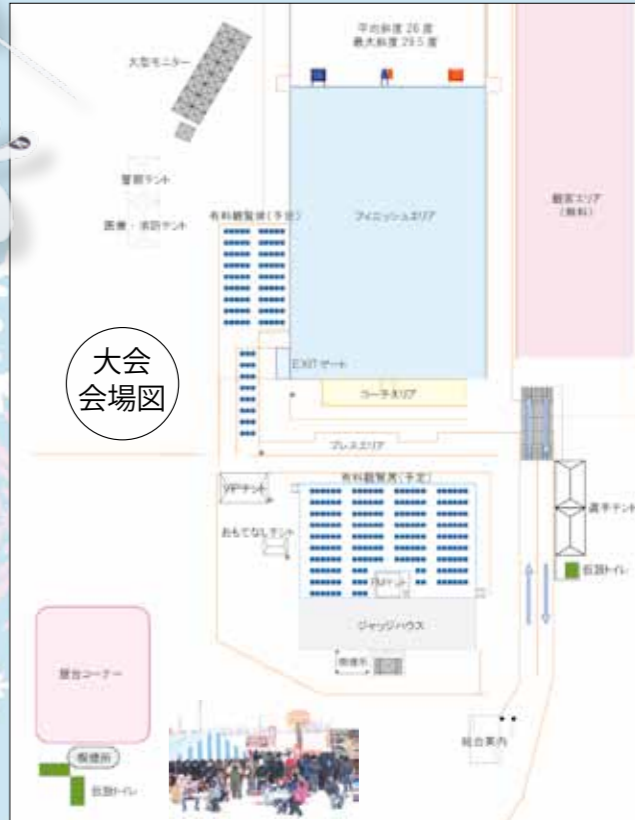 平均斜度 26 度
最大斜度 29.5 度
大型モニター
警察テント
医療・消防テント
有料観覧席(予定)
フィニッシュエリア
観客エリア
(無料)
大会
会場図
EXITゲート
コーチエリア
プレスエリア
VIPテント
有料観覧席(予定)
おもてなしテント
選手テント
仮設トイレ
ジャッジハウス
喫煙所
屋台コーナー
総合案内
喫煙所
仮設トイレ